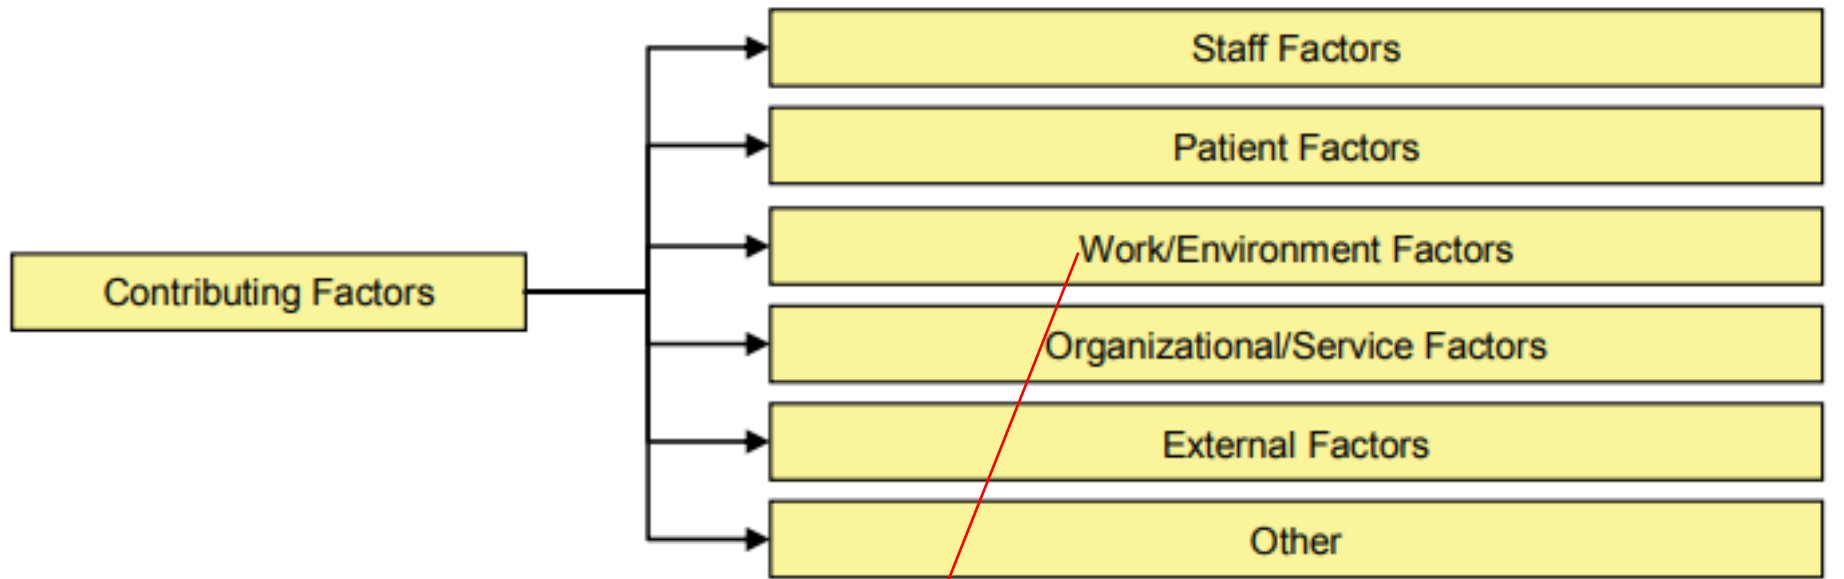 Staff Factors
Patient Factors
Work/Environment Factors
Contributing Factors
Organizational/Service Factors
External Factors
Other